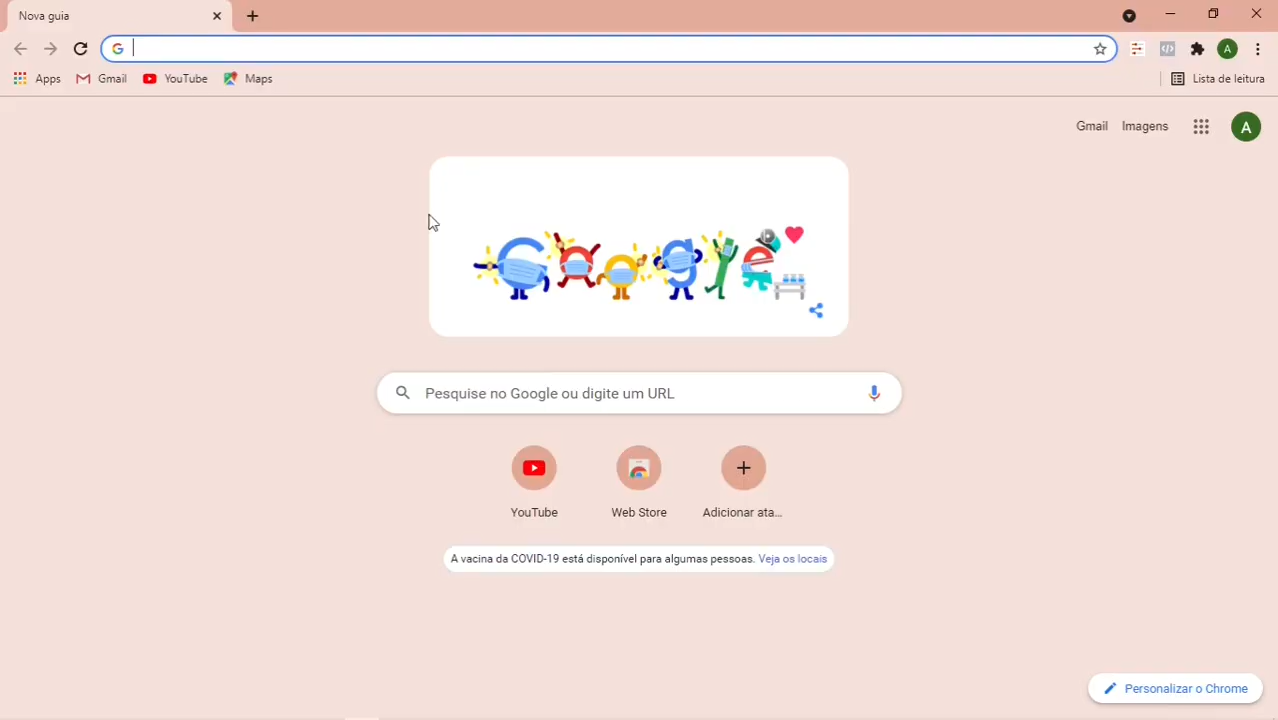 Nova guia
Apps Gmail YouTube Maps Lista de leitura
A
Gmail Imagens A
Google
Pesquise no Google ou digite um URL
YouTube Web Store Adicionar ata...
A vacina da COVID-19 está disponível para algumas pessoas. Veja os locais
Personalizar o Chrome